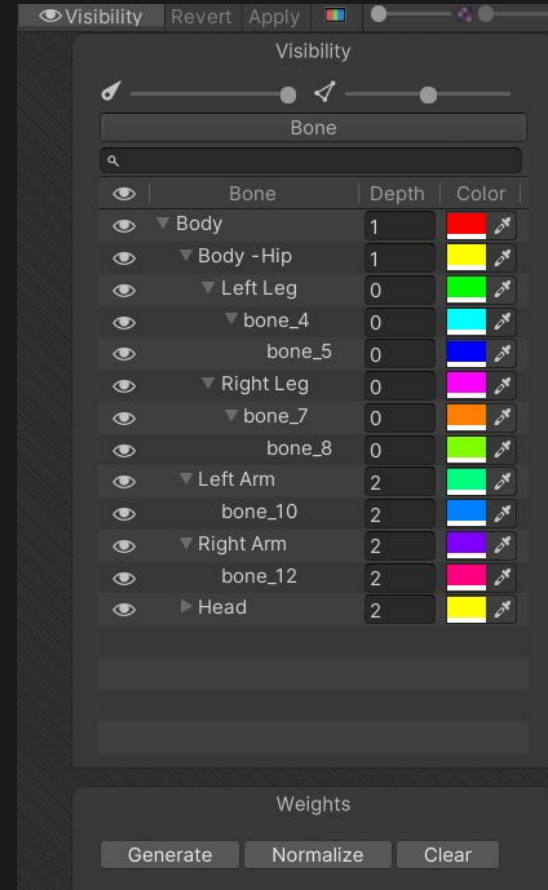 Visibility Revert Apply
Visibility
Bone
Bone Depth Color
Body 1
Body -Hip 1
Left Leg 0
bone_4 0
bone_5 0
Right Leg 0
bone_7 0
bone_8 0
Left Arm 2
bone_10 2
Right Arm 2
bone_12 2
Head 2
Weights
Generate Normalize Clear